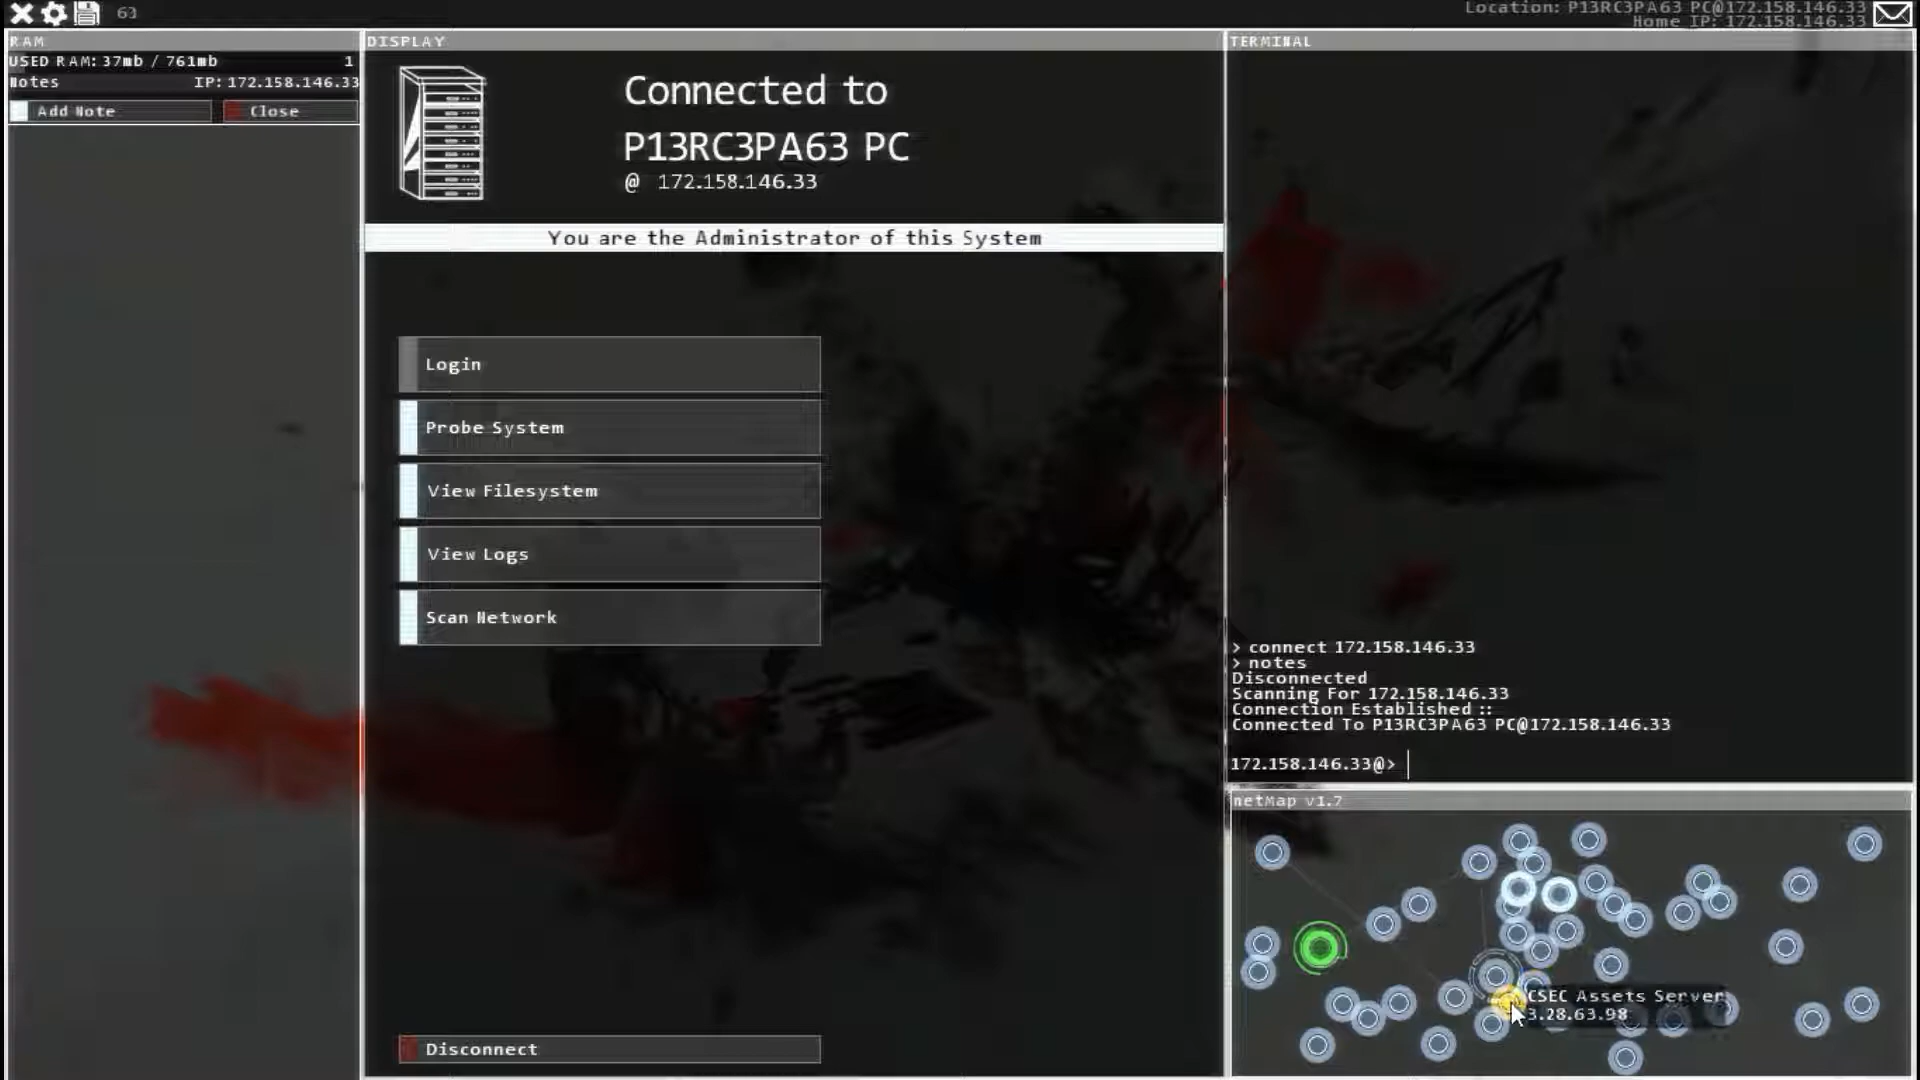 63
Location: P13RC3PA63 PC@172.158.146.33
Home IP: 172.158.146.33
RAM
USED RAM: 37mb / 761mb 1
Notes IP: 172.158.146.33
Add Note Close
DISPLAY
Connected to
P13RC3PA63 PC
@ 172.158.146.33
You are the Administrator of this System
Login
Probe System
View Filesystem
View Logs
Scan Network
Disconnect
TERMINAL
> connect 172.158.146.33
> notes
Disconnected
Scanning For 172.158.146.33
Connection Established ::
Connected To P13RC3PA63 PC@172.158.146.33
172.158.146.33@>
netMap v1.7
CSEC Assets Server
3.28.63.98